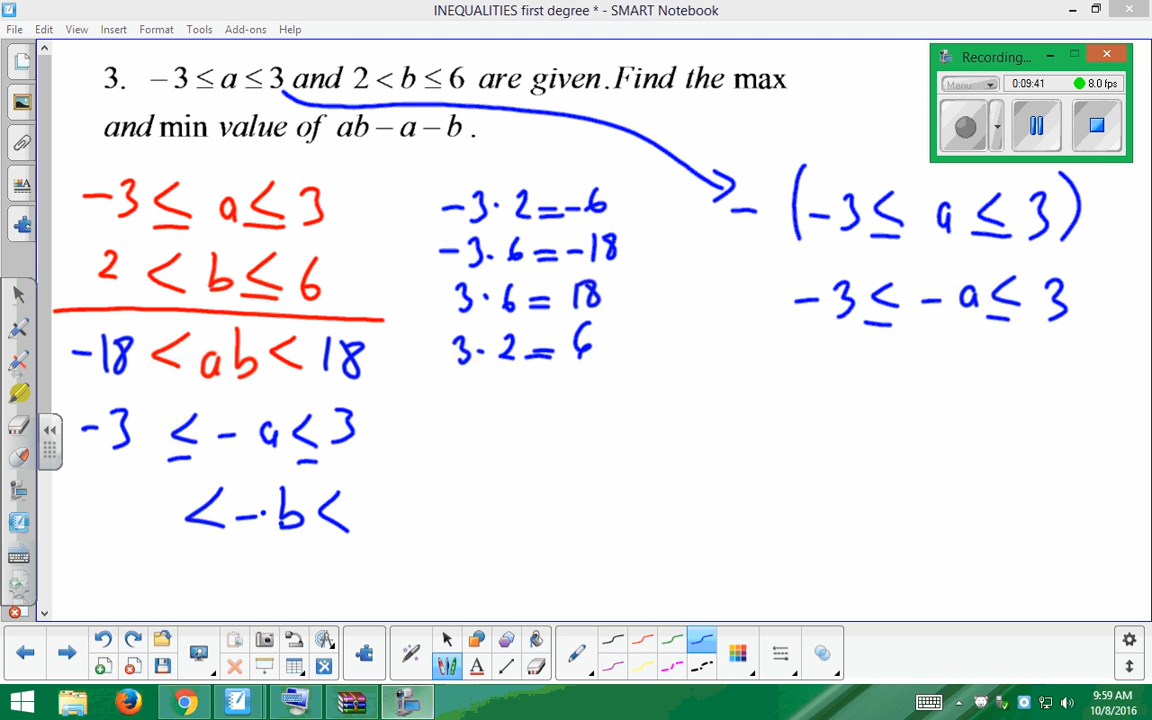 INEQUALITIES first degree * - SMART Notebook
File Edit View Insert Format Tools Add-ons Help
Recording...
Menu 0:09:41 8.0 fps
3. −3 ≤ a ≤ 3 and 2 < b ≤ 6 are given. Find the max
and min value of ab − a − b .
-3 ≤ a ≤ 3
2 < b ≤ 6
-18 < ab < 18
-3 ≤ - a ≤ 3
< - · b <
-3 · 2 = -6
-3 · 6 = -18
3 · 6 = 18
3 · 2 = 6
- (-3 ≤ a ≤ 3)
-3 ≤ - a ≤ 3
9:59 AM
10/8/2016